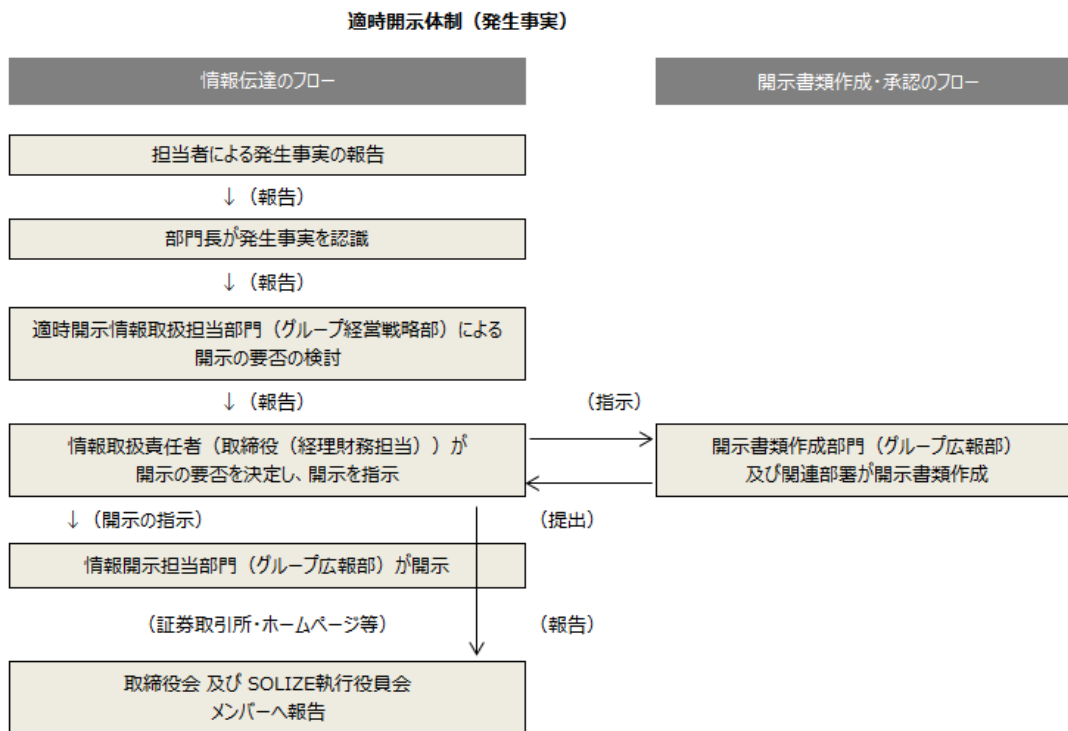 適時開示体制（発生事実）
情報伝達のフロー
開示書類作成・承認のフロー
担当者による発生事実の報告
↓（報告）
部門長が発生事実を認識
↓（報告）
適時開示情報取扱担当部門（グループ経営戦略部）による
開示の要否の検討
↓（報告）
（指示）
情報取扱責任者（取締役（経理財務担当））が
開示の要否を決定し、開示を指示
開示書類作成部門（グループ広報部）
及び関連部署が開示書類作成
↓（開示の指示）
（提出）
情報開示担当部門（グループ広報部）が開示
（証券取引所・ホームページ等）
（報告）
取締役会 及び SOLIZE執行役員会
メンバーへ報告